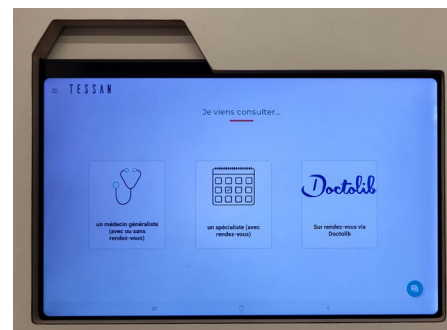 TESSAN
Je viens consulter...
un médecin généraliste
(avec ou sans
rendez-vous)
un spécialiste (avec
rendez-vous)
Doctolib
Sur rendez-vous via
Doctolib